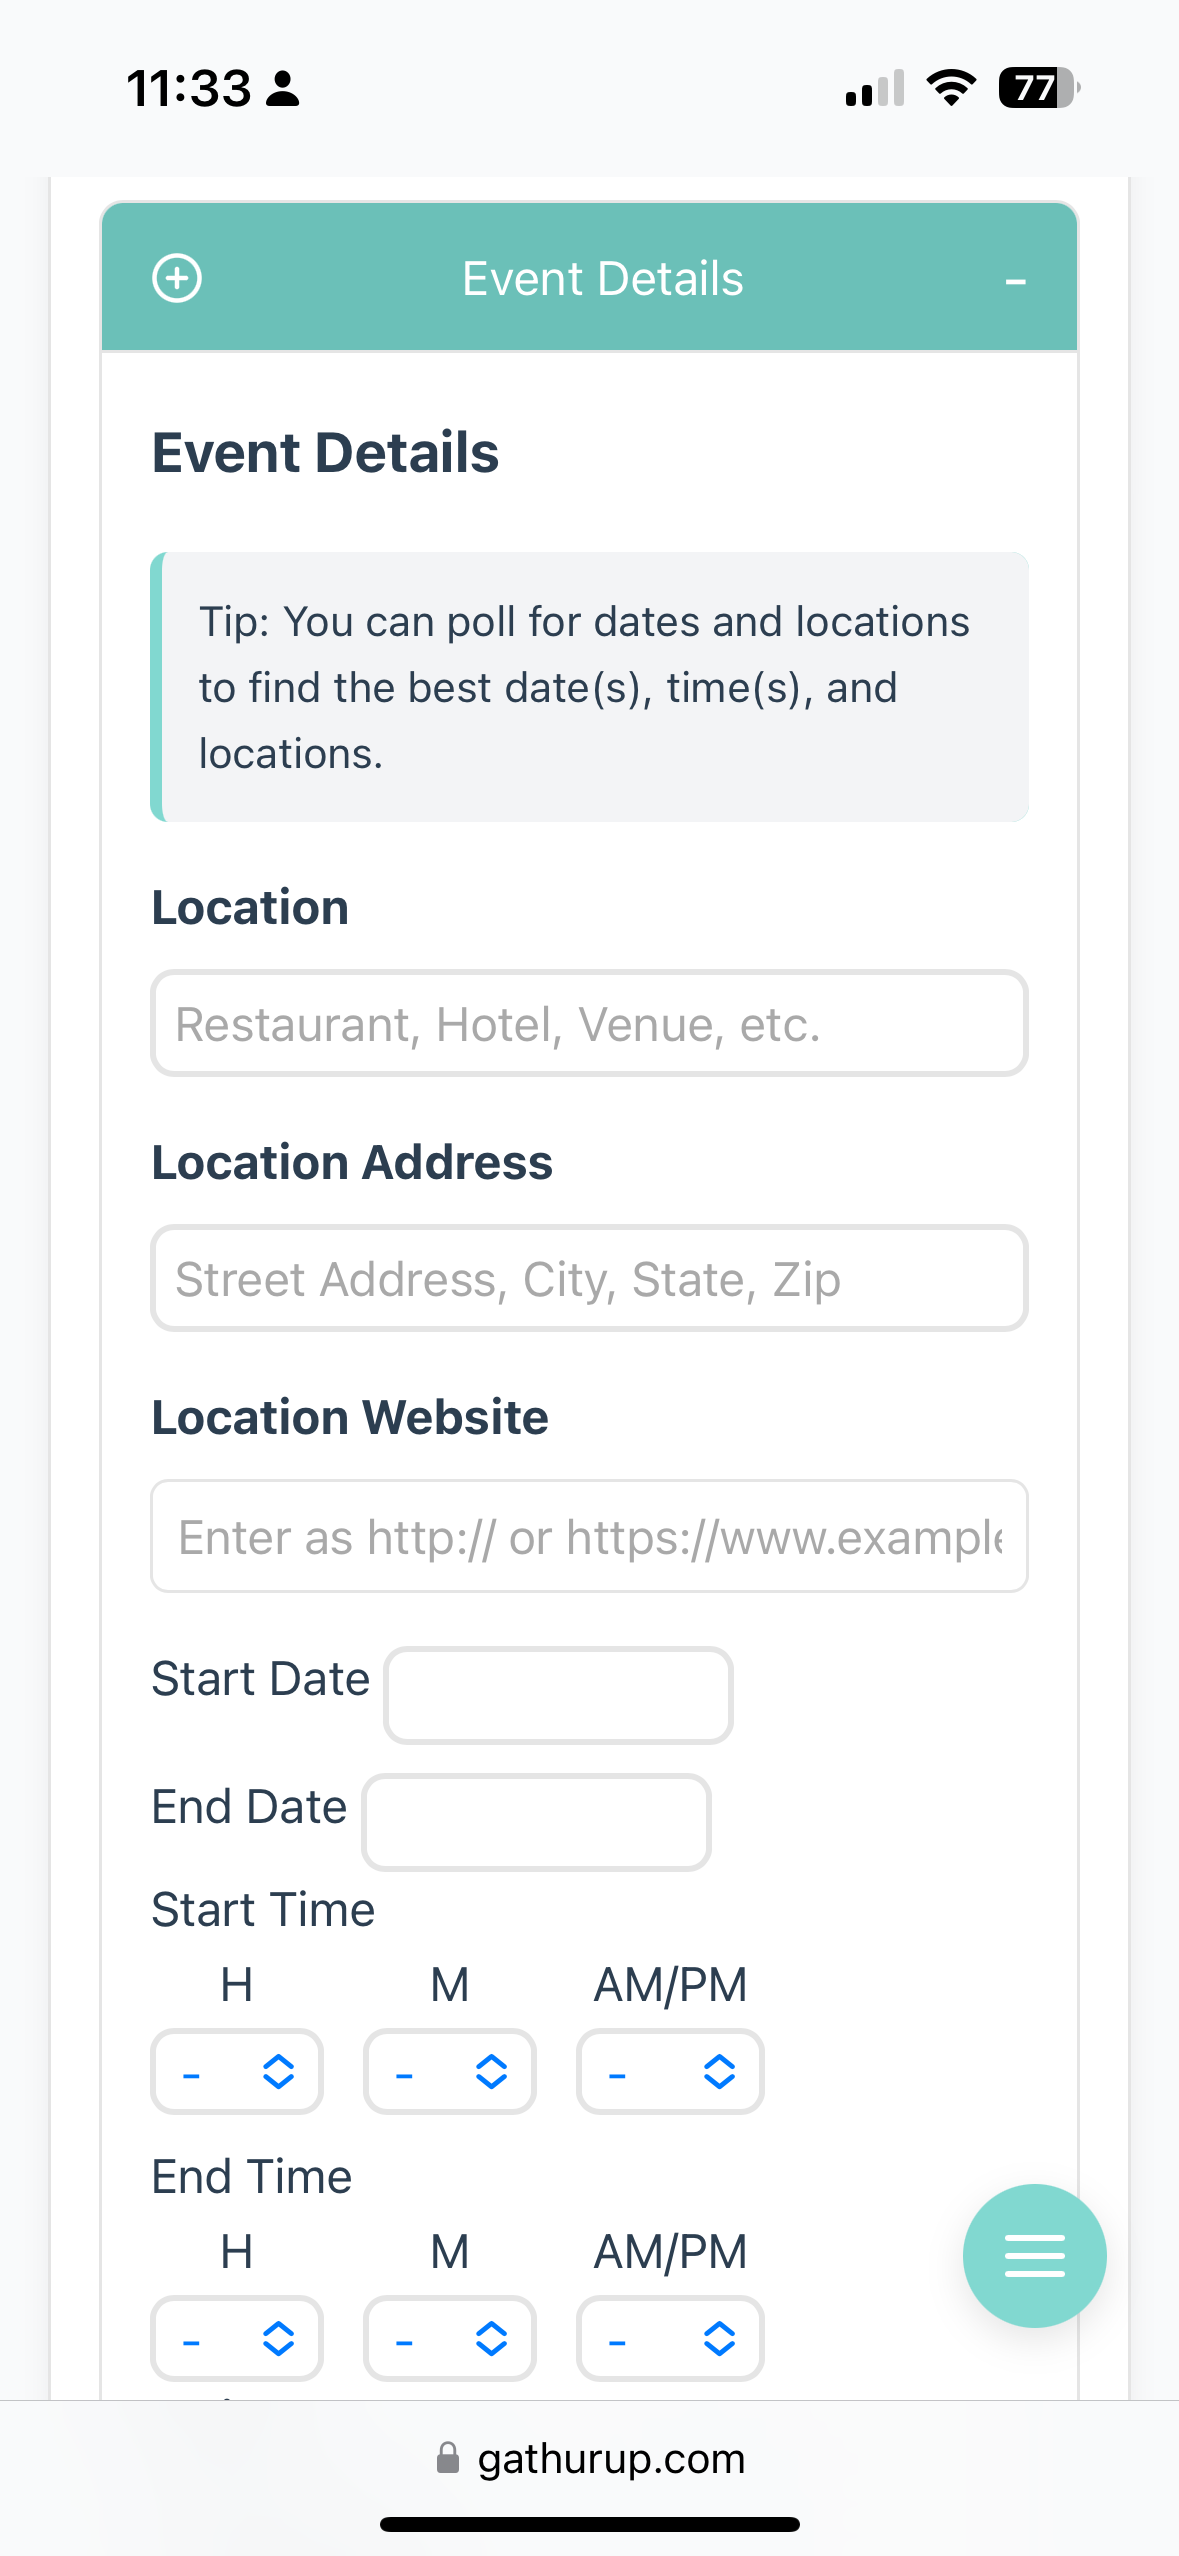 11:33
77
Event Details
-
Event Details
Tip: You can poll for dates and locations
to find the best date(s), time(s), and
locations.
Location
Restaurant, Hotel, Venue, etc.
Location Address
Street Address, City, State, Zip
Location Website
Enter as http:// or https://www.example
Start Date
End Date
Start Time
H M AM/PM
- - -
End Time
H M AM/PM
- - -
gathurup.com